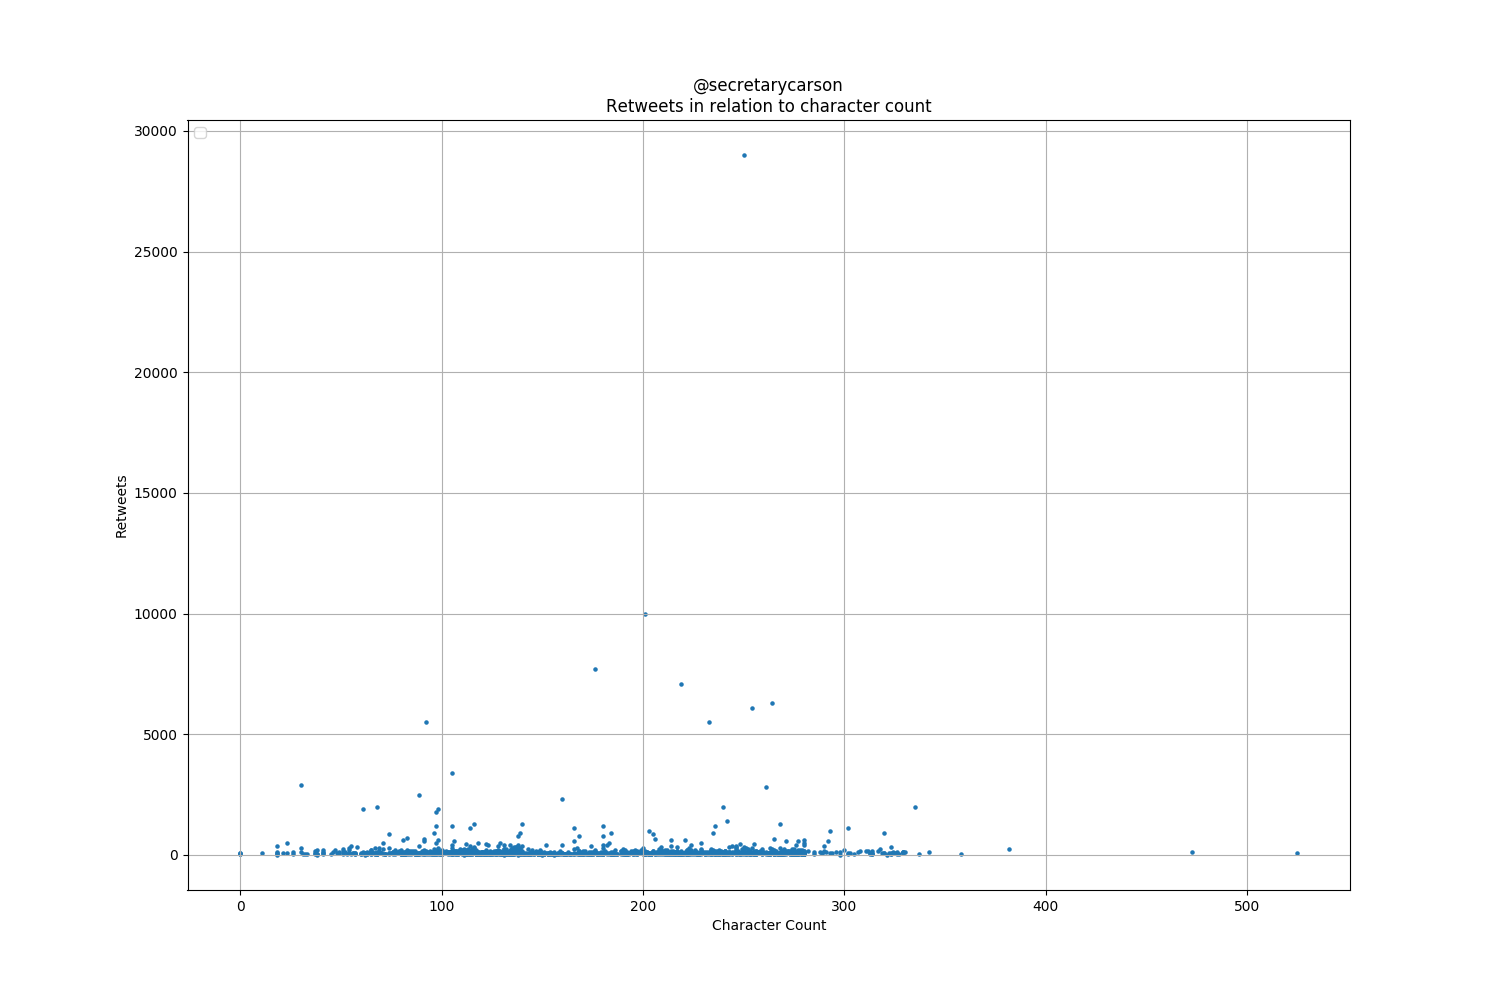 @secretarycarson
Retweets in relation to character count
30000
25000
20000
15000
10000
5000
0
Retweets
0 100 200 300 400 500
Character Count